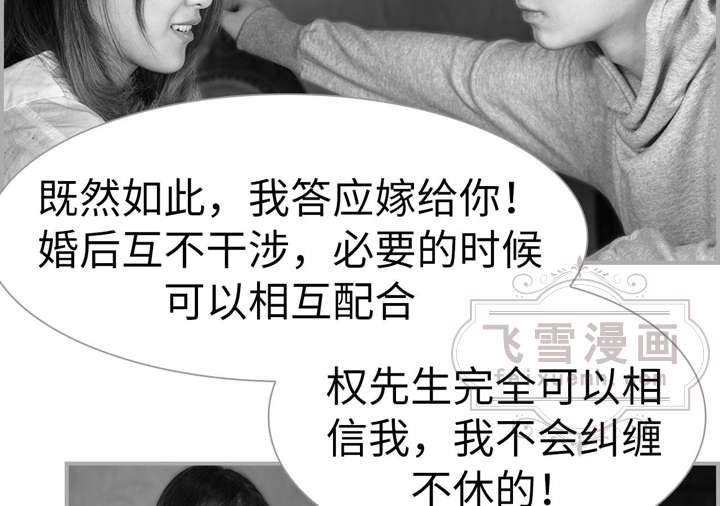 既然如此，我答应嫁给你！
婚后互不干涉，必要的时候
可以相互配合
飞雪漫画
feixuemh.com
权先生完全可以相
信我，我不会纠缠
不休的！